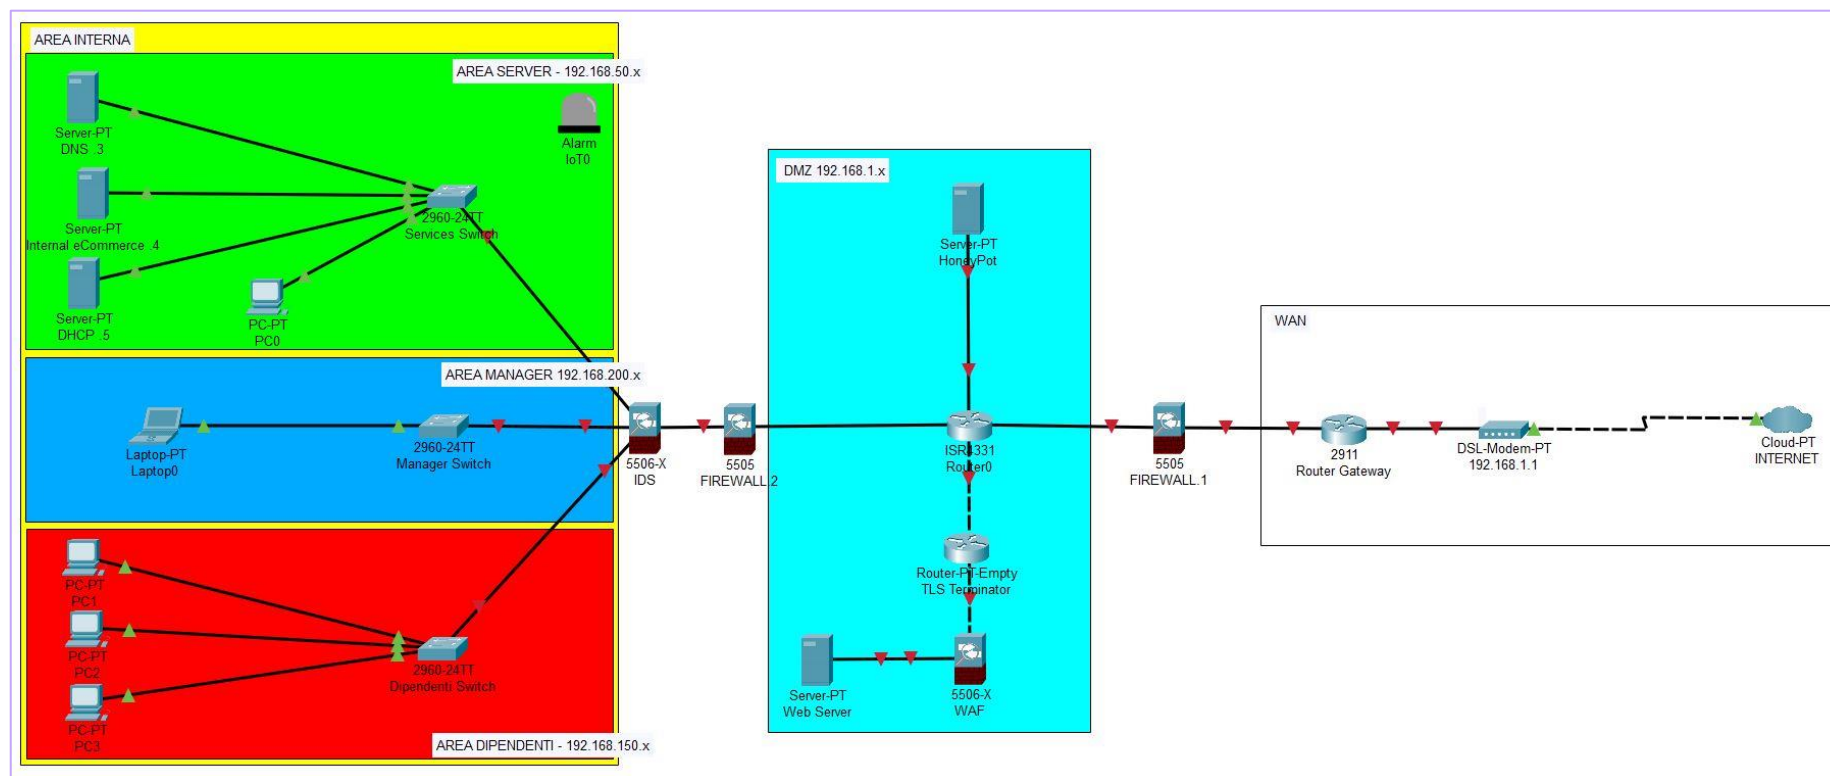 AREA INTERNA
AREA SERVER - 192.168.50.x
Server-PT
DNS .3
Alarm
IoT0
Server-PT
Internal eCommerce .4
2960-24TT
Services Switch
Server-PT
DHCP .5
PC-PT
PC0
AREA MANAGER 192.168.200.x
Laptop-PT
Laptop0
2960-24TT
Manager Switch
5506-X
IDS
5505
FIREWALL.2
PC-PT
PC1
PC-PT
PC2
PC-PT
PC3
2960-24TT
Dipendenti Switch
AREA DIPENDENTI - 192.168.150.x
DMZ 192.168.1.x
Server-PT
HoneyPot
ISR4331
Router0
Router-PT-Empty
TLS Terminator
Server-PT
Web Server
5506-X
WAF
5505
FIREWALL.1
WAN
2911
Router Gateway
DSL-Modem-PT
192.168.1.1
Cloud-PT
INTERNET